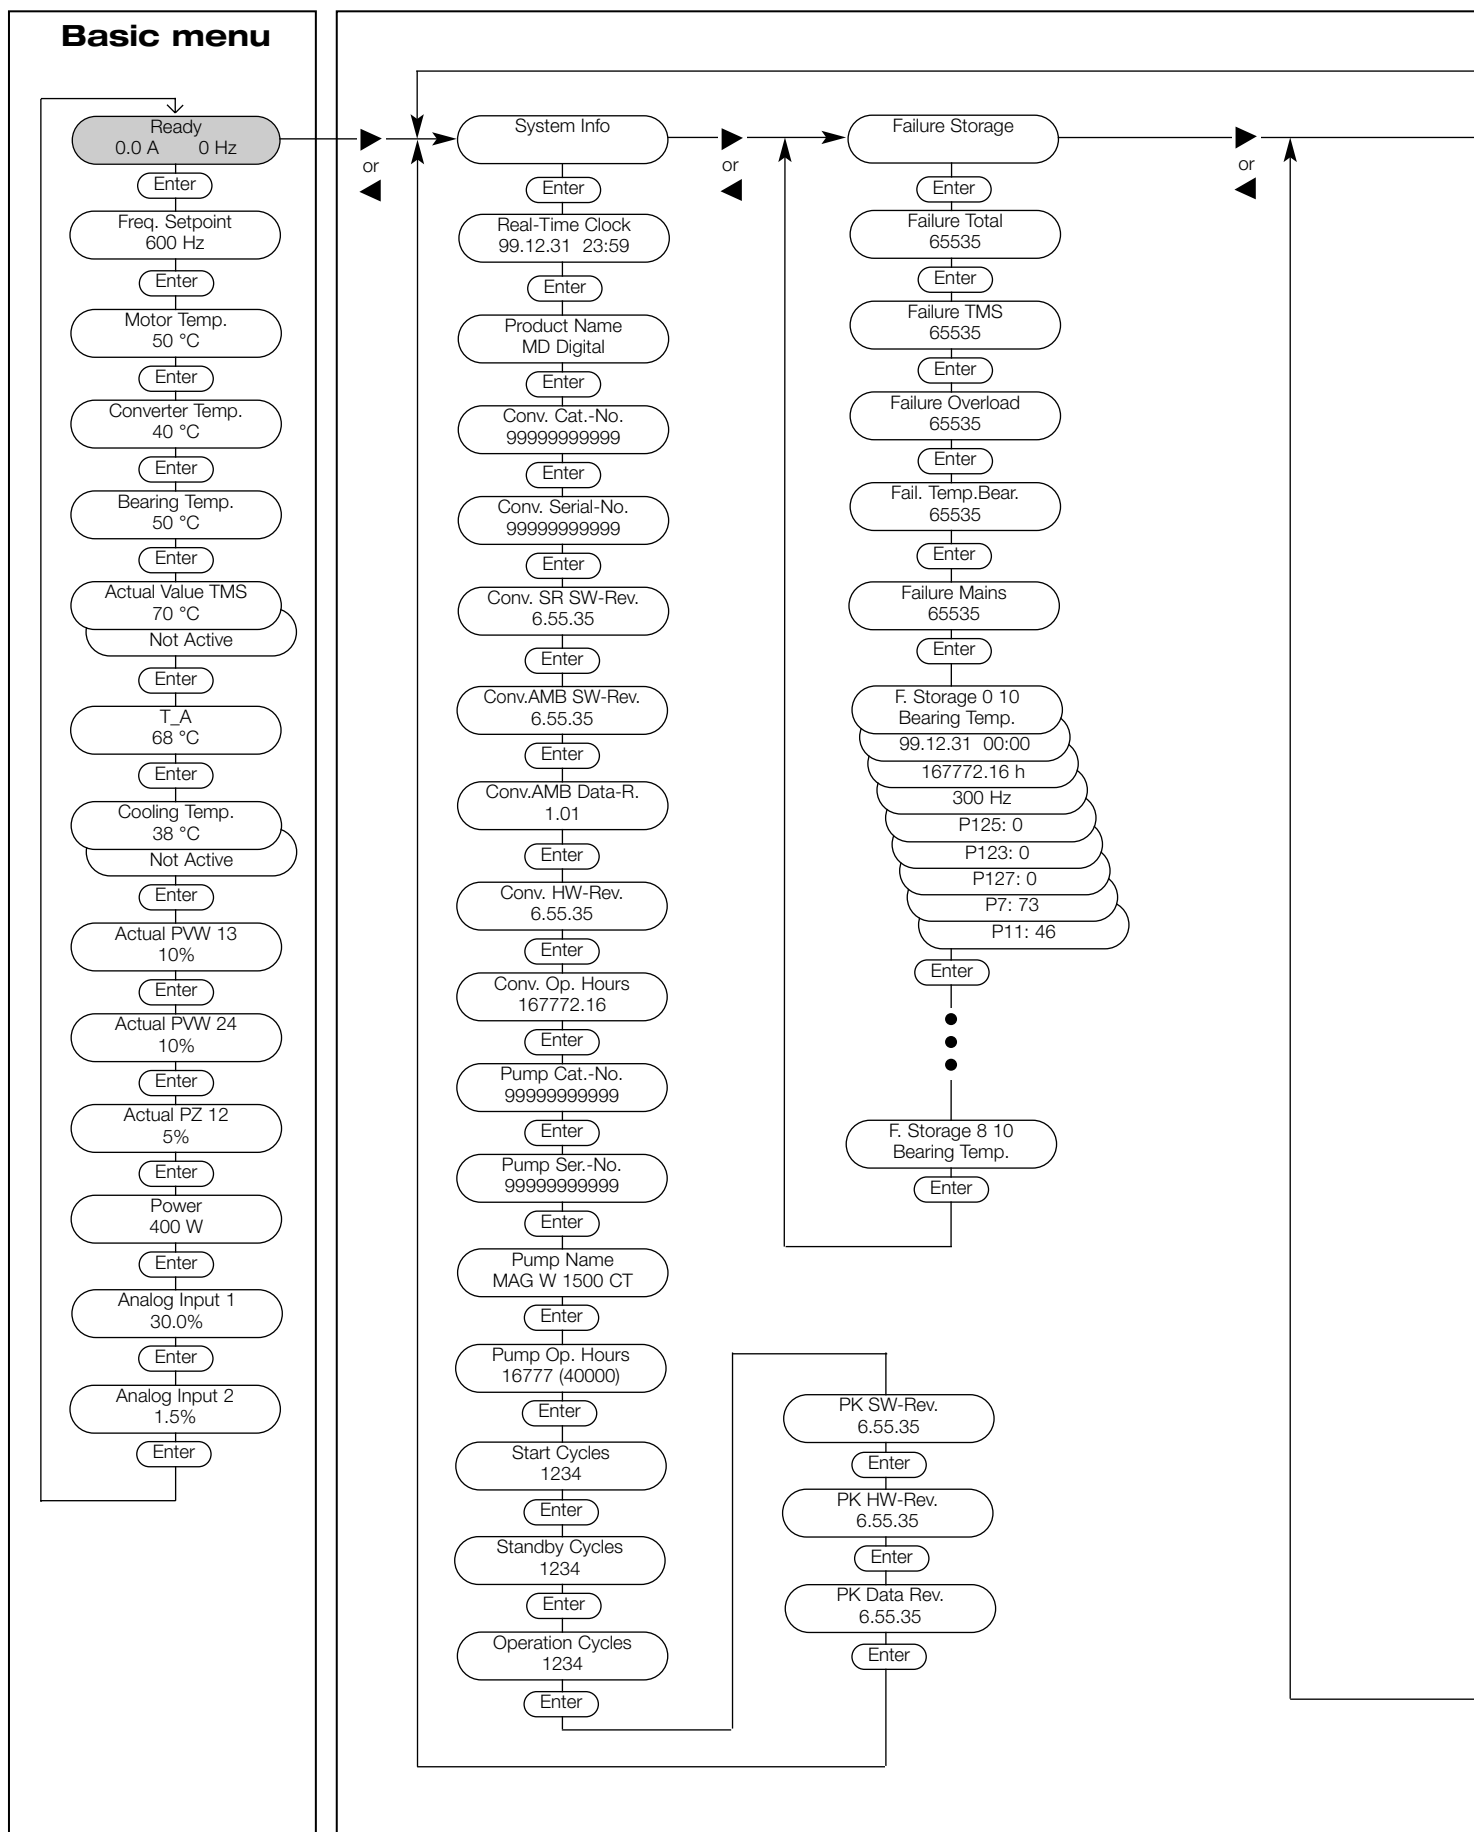 Basic menu
Ready
0.0 A 0 Hz
Enter
Freq. Setpoint
600 Hz
Enter
Motor Temp.
50 °C
Enter
Converter Temp.
40 °C
Enter
Bearing Temp.
50 °C
Enter
Actual Value TMS
70 °C
Not Active
Enter
T_A
68 °C
Enter
Cooling Temp.
38 °C
Not Active
Enter
Actual PVW 13
10%
Enter
Actual PVW 24
10%
Enter
Actual PZ 12
5%
Enter
Power
400 W
Enter
Analog Input 1
30.0%
Enter
Analog Input 2
1.5%
Enter
or
System Info
Enter
Real-Time Clock
99.12.31 23:59
Enter
Product Name
MD Digital
Enter
Conv. Cat.-No.
99999999999
Enter
Conv. Serial-No.
99999999999
Enter
Conv. SR SW-Rev.
6.55.35
Enter
Conv.AMB SW-Rev.
6.55.35
Enter
Conv.AMB Data-R.
1.01
Enter
Conv. HW-Rev.
6.55.35
Enter
Conv. Op. Hours
167772.16
Enter
Pump Cat.-No.
99999999999
Enter
Pump Ser.-No.
99999999999
Enter
Pump Name
MAG W 1500 CT
Enter
Pump Op. Hours
16777 (40000)
Enter
Start Cycles
1234
Enter
Standby Cycles
1234
Enter
Operation Cycles
1234
Enter
PK SW-Rev.
6.55.35
Enter
PK HW-Rev.
6.55.35
Enter
PK Data Rev.
6.55.35
Enter
or
Failure Storage
Enter
Failure Total
65535
Enter
Failure TMS
65535
Enter
Failure Overload
65535
Enter
Fail. Temp.Bear.
65535
Enter
Failure Mains
65535
Enter
F. Storage 0 10
Bearing Temp.
99.12.31 00:00
167772.16 h
300 Hz
P125: 0
P123: 0
P127: 0
P7: 73
P11: 46
Enter
F. Storage 8 10
Bearing Temp.
Enter
or